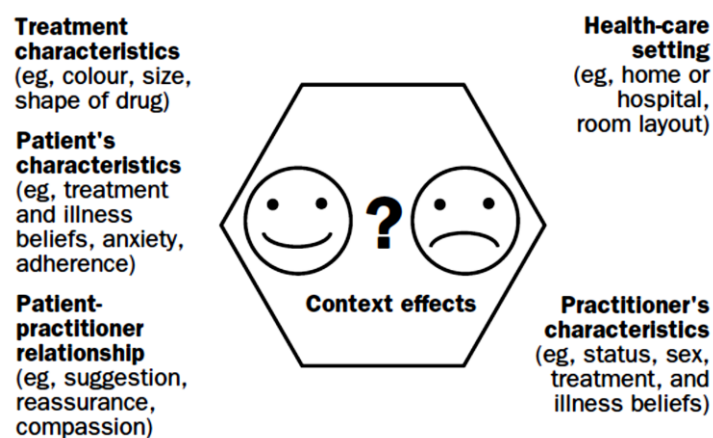 Treatment
characteristics
(eg, colour, size,
shape of drug)
Patient's
characteristics
(eg, treatment
and illness
beliefs, anxiety,
adherence)
Patient-
practitioner
relationship
(eg, suggestion,
reassurance,
compassion)
?
Context effects
Health-care
setting
(eg, home or
hospital,
room layout)
Practitioner's
characteristics
(eg, status, sex,
treatment, and
illness beliefs)